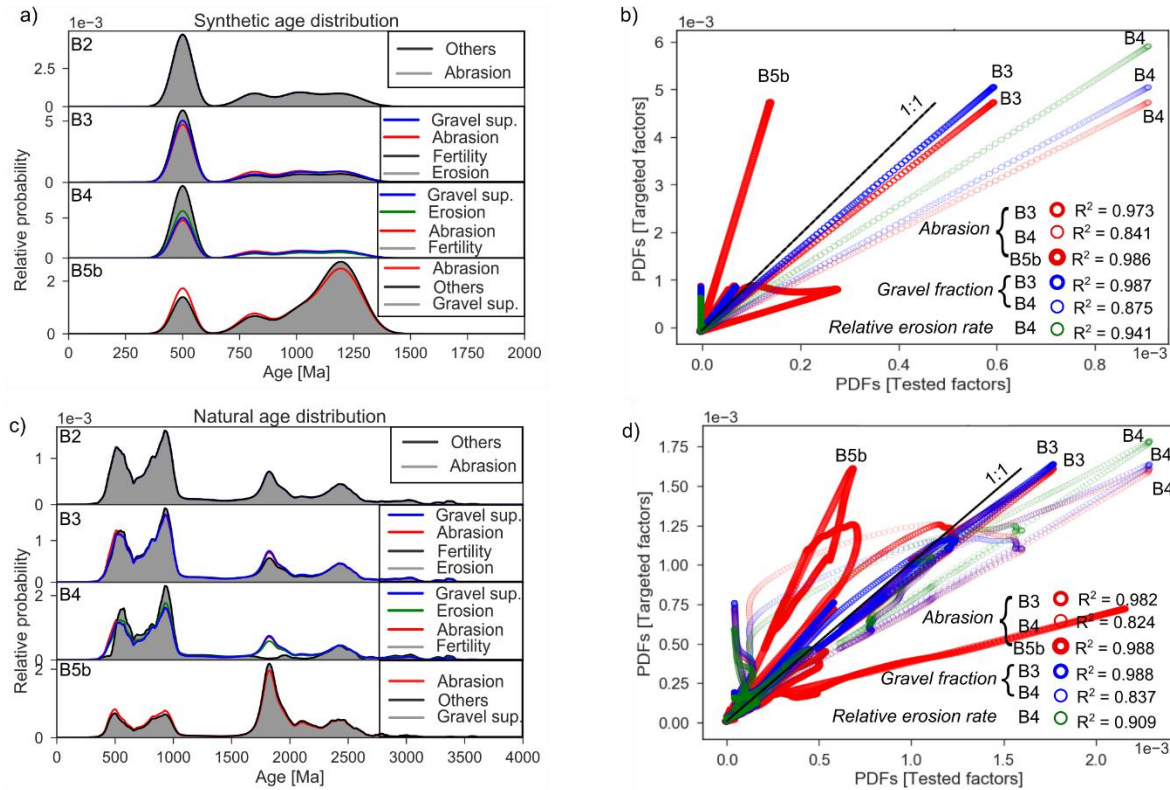 a)
1e−3
Synthetic age distribution
B2
Others
Abrasion
2.5
0
B3
Gravel sup.
Abrasion
Fertility
Erosion
5
0
B4
Gravel sup.
Erosion
Abrasion
Fertility
5
0
B5b
Abrasion
Others
Gravel sup.
2
0
Relative probability
0 250 500 750 1000 1250 1500 1750 2000
Age [Ma]
b)
1e−3
6
5
4
3
2
1
0
PDFs [Targeted factors]
B5b
1:1
B3
B3
B4
B4
B4
Abrasion
B3 R² = 0.973
B4 R² = 0.841
B5b R² = 0.986
Gravel fraction
B3 R² = 0.987
B4 R² = 0.875
Relative erosion rate B4 R² = 0.941
0.0 0.2 0.4 0.6 0.8 1e−3
PDFs [Tested factors]
c)
1e−3
Natural age distribution
B2
Others
Abrasion
1
0
B3
Gravel sup.
Abrasion
Fertility
Erosion
1
0
B4
Gravel sup.
Erosion
Abrasion
Fertility
2
0
B5b
Abrasion
Others
Gravel sup.
2
0
Relative probability
0 500 1000 1500 2000 2500 3000 3500 4000
Age [Ma]
d)
1e−3
1.75
1.50
1.25
1.00
0.75
0.50
0.25
0.00
PDFs [Targeted factors]
B5b
1:1
B3
B3
B4
B4
B4
Abrasion
B3 R² = 0.982
B4 R² = 0.824
B5b R² = 0.988
Gravel fraction
B3 R² = 0.988
B4 R² = 0.837
Relative erosion rate B4 R² = 0.909
0.0 0.5 1.0 1.5 2.0
1e−3
PDFs [Tested factors]